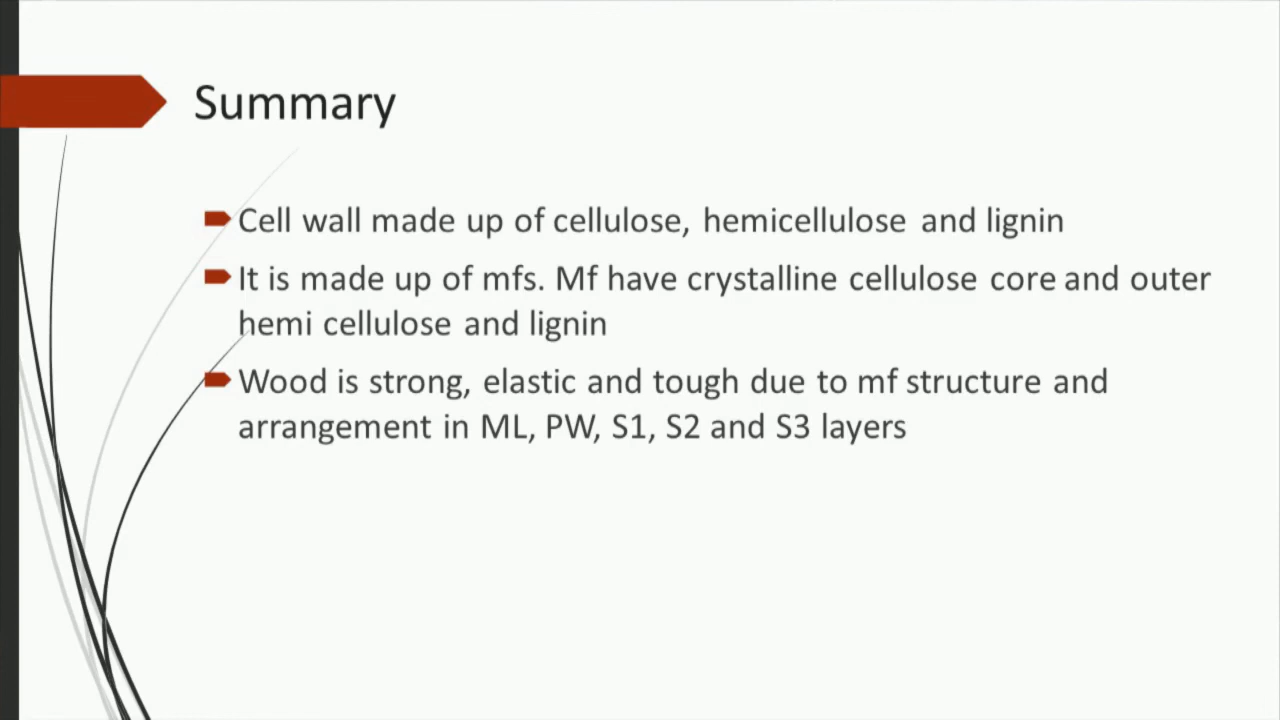 Summary
Cell wall made up of cellulose, hemicellulose and lignin
It is made up of mfs. Mf have crystalline cellulose core and outer
hemi cellulose and lignin
Wood is strong, elastic and tough due to mf structure and
arrangement in ML, PW, S1, S2 and S3 layers